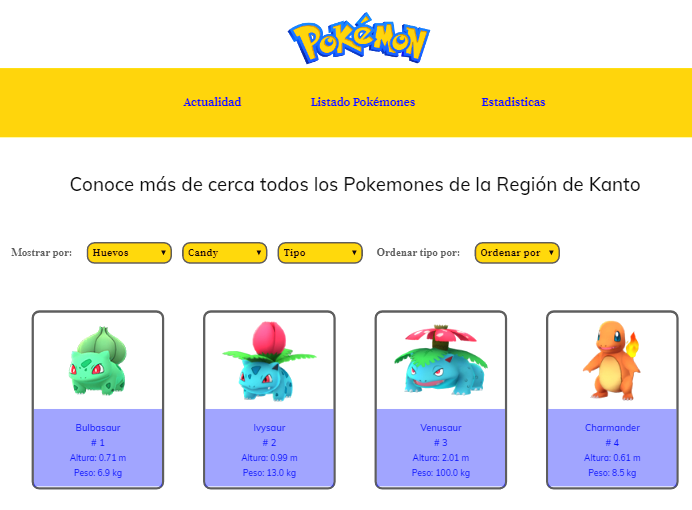 POKéMON
Actualidad Listado Pokémones Estadisticas
Conoce más de cerca todos los Pokemones de la Región de Kanto
Mostrar por: Huevos Candy Tipo Ordenar tipo por: Ordenar por
Bulbasaur Ivysaur Venusaur Charmander
# 1 # 2 # 3 # 4
Altura: 0.71 m Altura: 0.99 m Altura: 2.01 m Altura: 0.61 m
Peso: 6.9 kg Peso: 13.0 kg Peso: 100.0 kg Peso: 8.5 kg